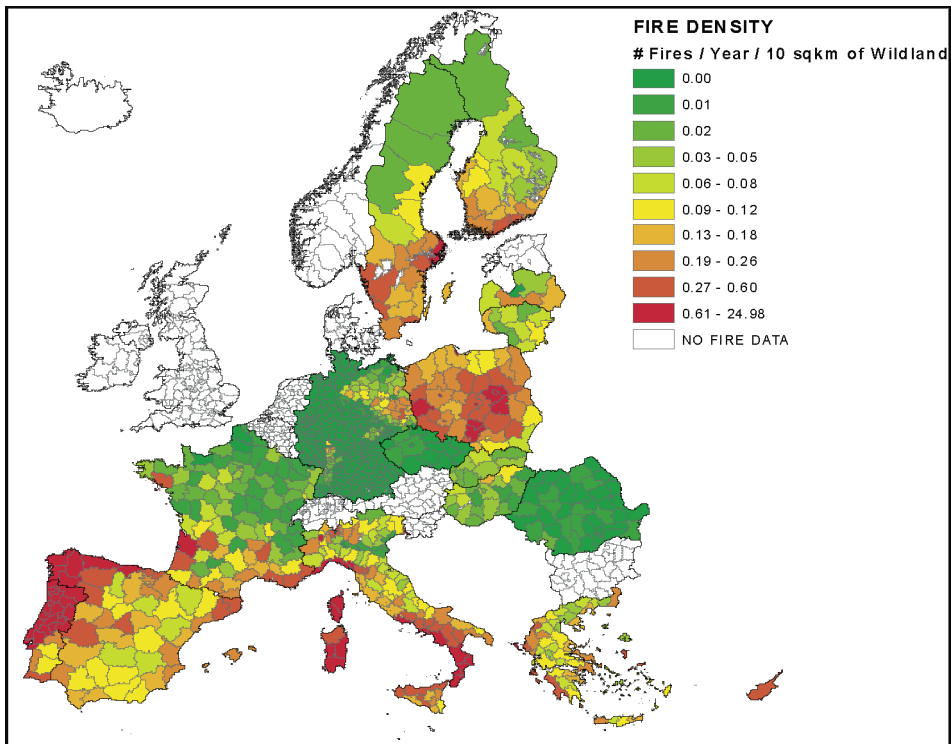 FIRE DENSITY
# Fires / Year / 10 sqkm of Wildland
0.00
0.01
0.02
0.03 - 0.05
0.06 - 0.08
0.09 - 0.12
0.13 - 0.18
0.19 - 0.26
0.27 - 0.60
0.61 - 24.98
NO FIRE DATA